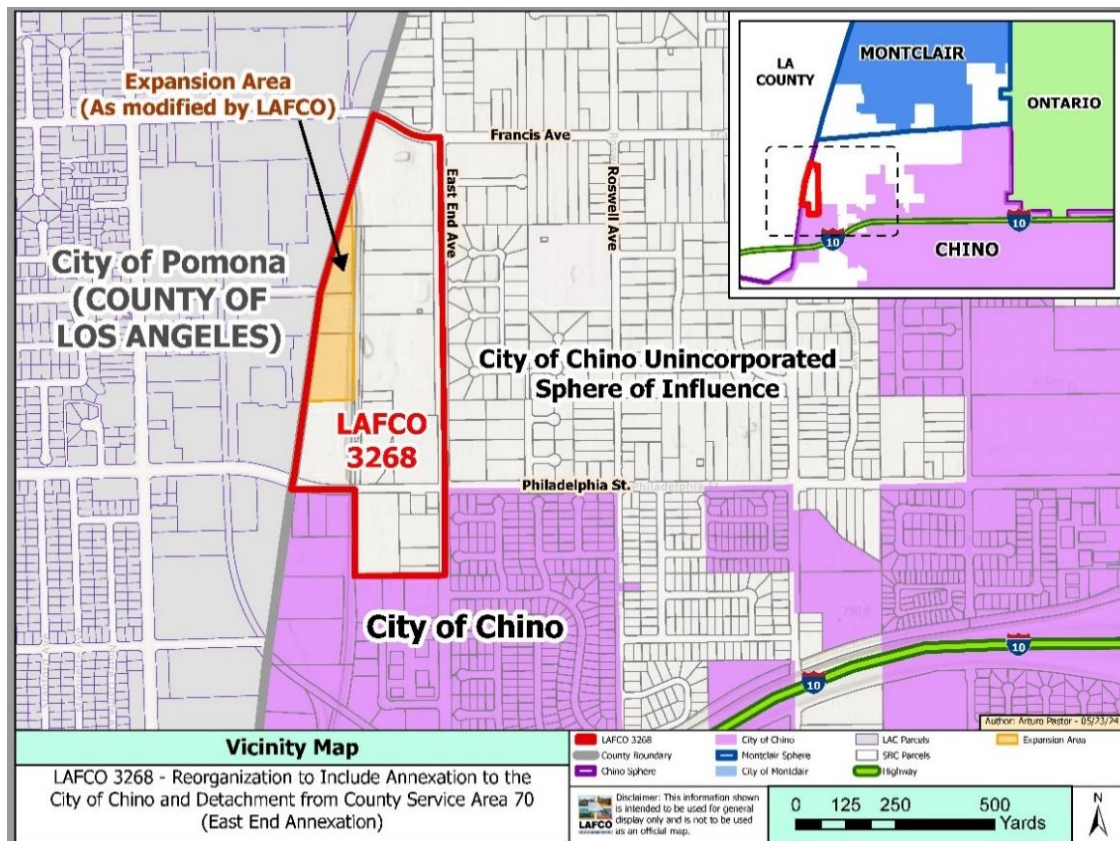 Expansion Area
(As modified by LAFCO)
City of Pomona
(COUNTY OF
LOS ANGELES)
Francis Ave
East End Ave
Roswell Ave
LA
COUNTY
MONTCLAIR
ONTARIO
10
10
CHINO
City of Chino Unincorporated
Sphere of Influence
LAFCO
3268
Philadelphia St.
City of Chino
10
10
Author: Arturo Pastor - 05/23/24
Vicinity Map
LAFCO 3268 - Reorganization to Include Annexation to the
City of Chino and Detachment from County Service Area 70
(East End Annexation)
LAFCO 3268
County Boundary
Chino Sphere
City of Chino
Montclair Sphere
City of Montclair
LAC Parcels
SBC Parcels
Highway
Expansion Area
LAFCO
Disclaimer: This information shown
is intended to be used for general
display only and is not to be used
as an official map.
0 125 250 500
Yards
N